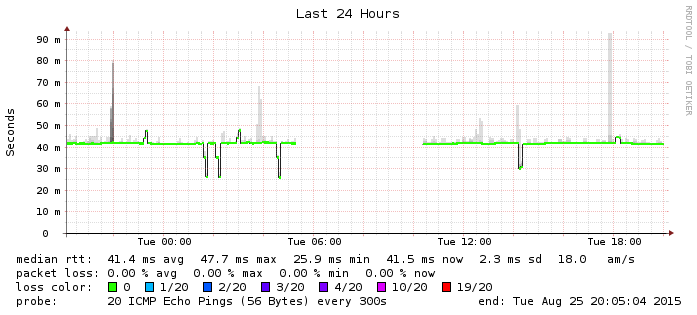 Last 24 Hours
RRDTOOL / TOBI OETIKER
Seconds
90 m
80 m
70 m
60 m
50 m
40 m
30 m
20 m
10 m
0
Tue 00:00 Tue 06:00 Tue 12:00 Tue 18:00
median rtt: 41.4 ms avg 47.7 ms max 25.9 ms min 41.5 ms now 2.3 ms sd 18.0 am/s
packet loss: 0.00 % avg 0.00 % max 0.00 % min 0.00 % now
loss color: 0 1/20 2/20 3/20 4/20 10/20 19/20
probe: 20 ICMP Echo Pings (56 Bytes) every 300s end: Tue Aug 25 20:05:04 2015